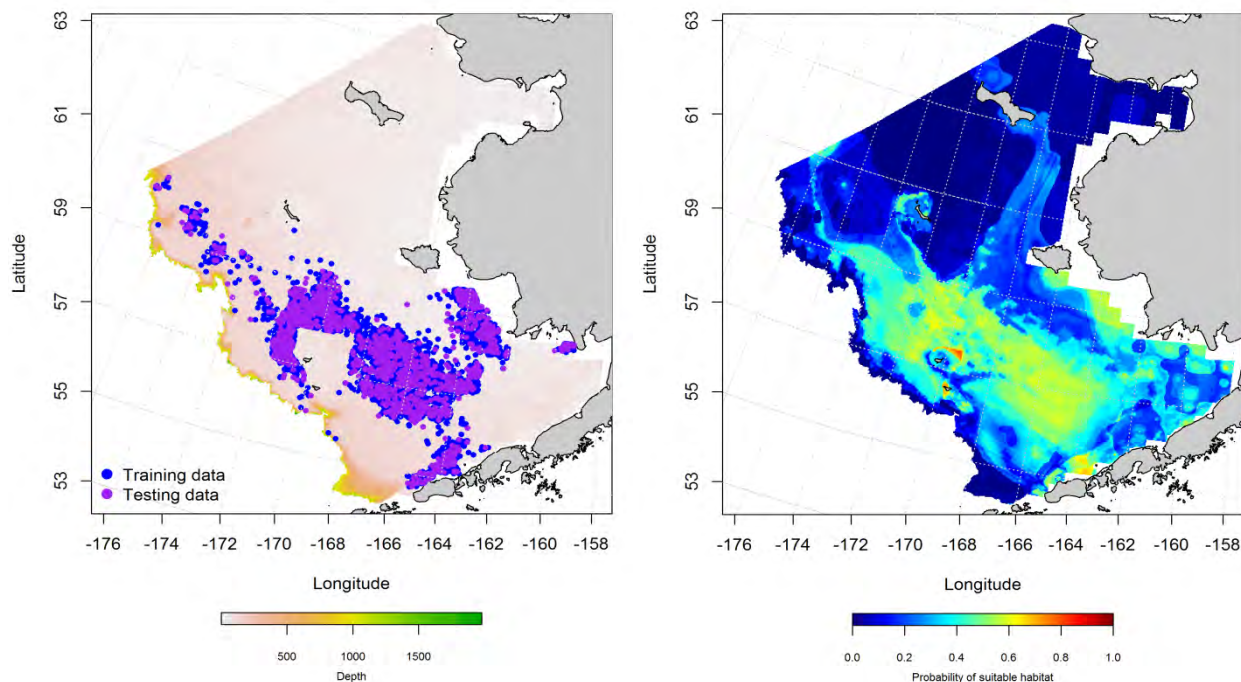 63
61
59
57
55
53
Latitude
Training data
Testing data
-176 -174 -172 -170 -168 -166 -164 -162 -160 -158
Longitude
500 1000 1500
Depth
63
61
59
57
55
53
Latitude
-176 -174 -172 -170 -168 -166 -164 -162 -160 -158
Longitude
0.0 0.2 0.4 0.6 0.8 1.0
Probability of suitable habitat